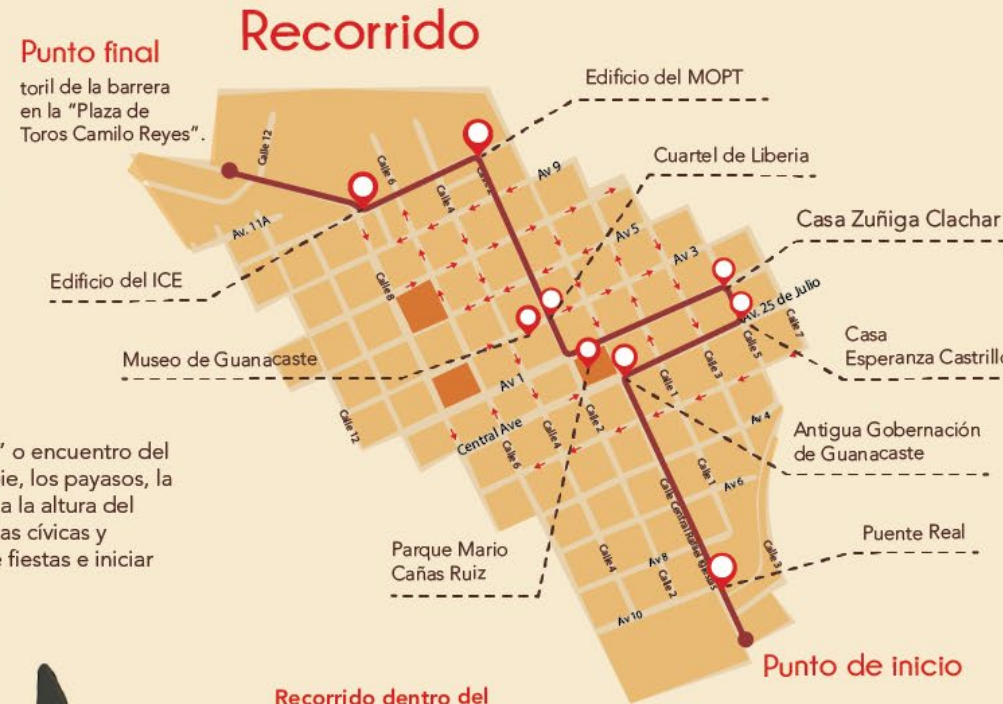 Recorrido
Punto final
toril de la barrera
en la "Plaza de
Toros Camilo Reyes".
Edificio del MOPT
Cuartel de Liberia
Casa Zuñiga Clachar
Edificio del ICE
Museo de Guanacaste
Casa
Esperanza Castrillo
Antigua Gobernación
de Guanacaste
Puente Real
Parque Mario
Cañas Ruiz
Punto de inicio
Calle 12
Calle 6
Calle 4
Av 9
Av. 11A
Av 5
Av 3
Av. 25 de Julio
Calle 8
Calle 7
Calle 5
Calle 3
Calle 1
Av 1
Central Ave
Calle 12
Calle 6
Calle 4
Calle 2
Av 4
Calle 1
Av 6
Av 8
Calle 4
Calle 2
Calle 3
Av 10
" o encuentro del
ie, los payasos, la
a la altura del
as cívicas y
e fiestas e iniciar
Recorrido dentro del